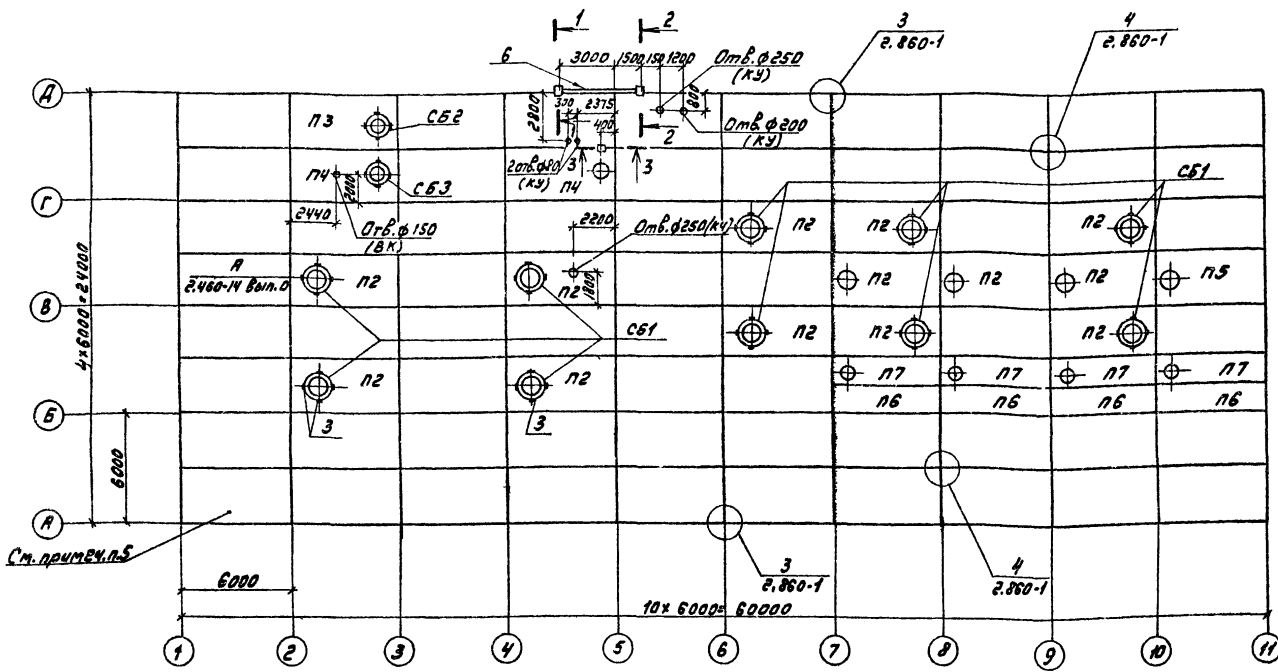 1
2
3
2.860-1
4
2.860-1
6
3000
1500
150
1200
Отв. ф250
(КУ)
Д
300
2375
800
2800
400
П3
СБ2
2
Отв. ф200
(КУ)
2отв. ф80
(КУ)
3
3
П4
П4
1200
СБ3
СБ1
Г
2440
Отв. ф150
(ВК)
2200
Отв. ф250(КУ)
П2
П2
А
2.460-14 вып.0
П2
П2
1800
П2
П2
П2
П5
4х6000=24000
В
СБ1
П2
П2
П2
П2
П2
П7
П7
П7
П7
П6
П6
П6
П6
3
3
Б
6000
А
См. примеч. п.5
6000
3
2.860-1
4
2.860-1
10х6000=60000
1
2
3
4
5
6
7
8
9
10
11